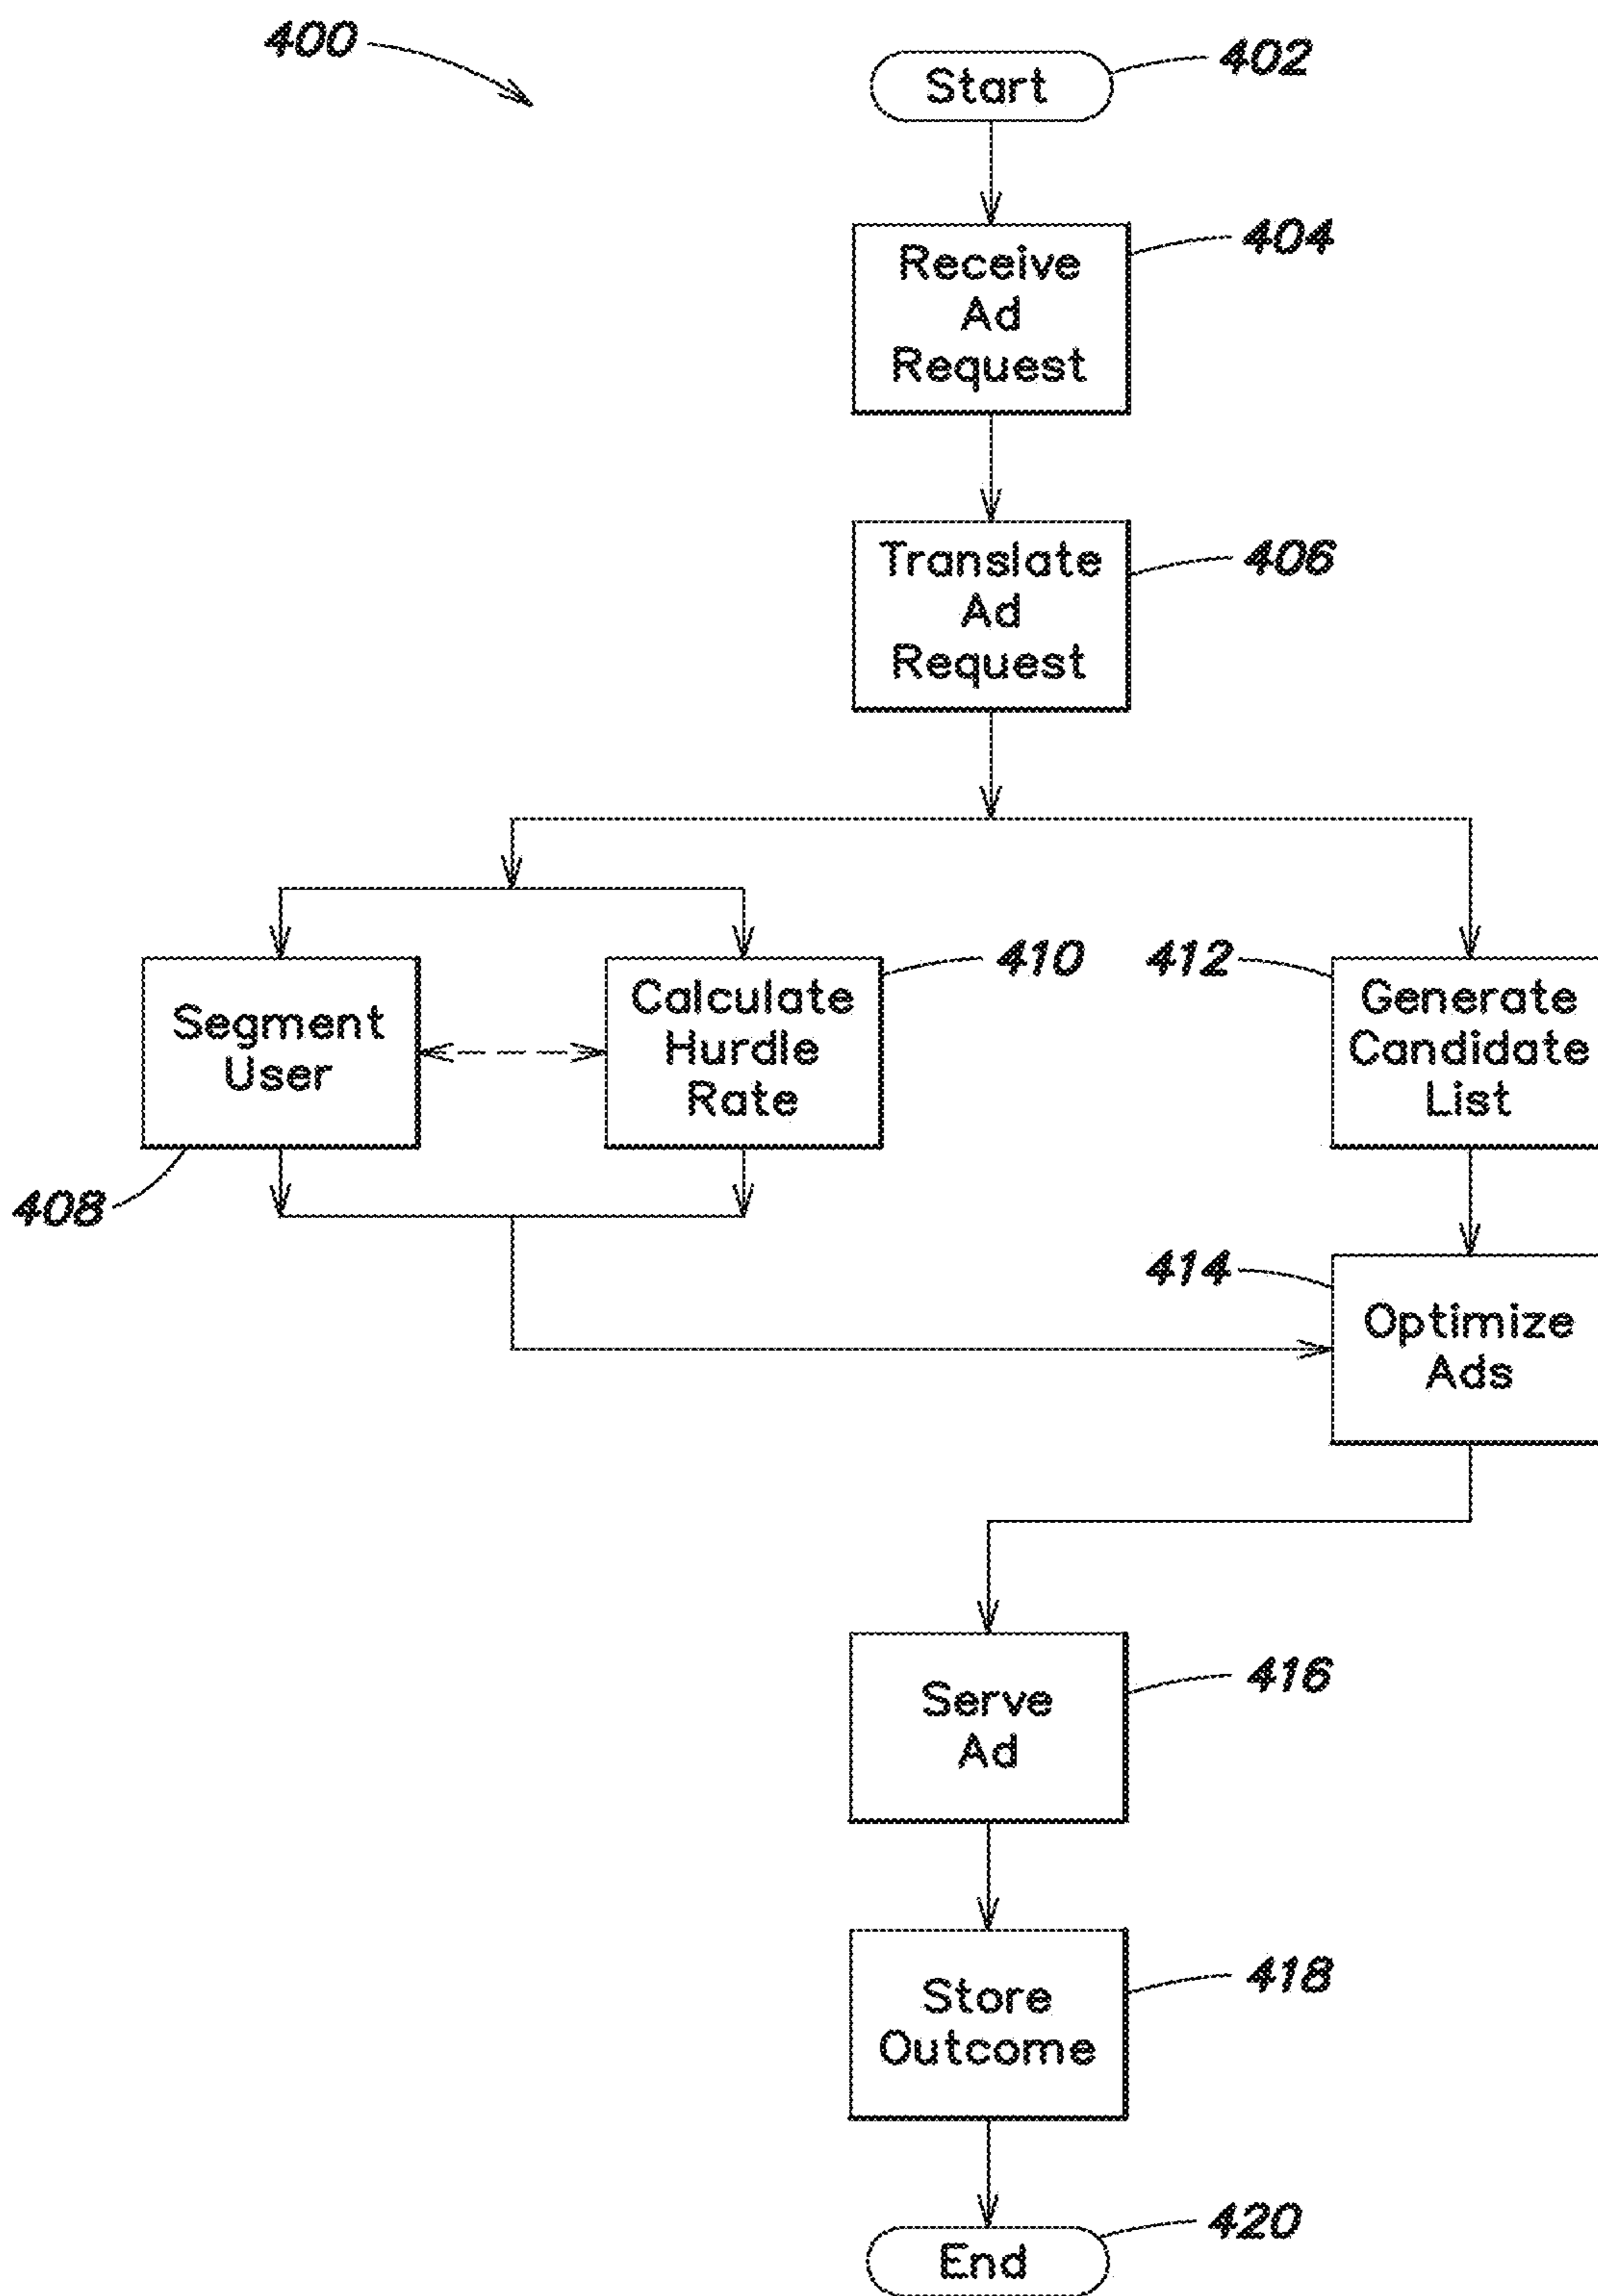 400
Start
402
Receive
Ad
Request
404
Translate
Ad
Request
406
Segment
User
408
Calculate
Hurdle
Rate
410
412
Generate
Candidate
List
414
Optimize
Ads
Serve
Ad
416
Store
Outcome
418
End
420